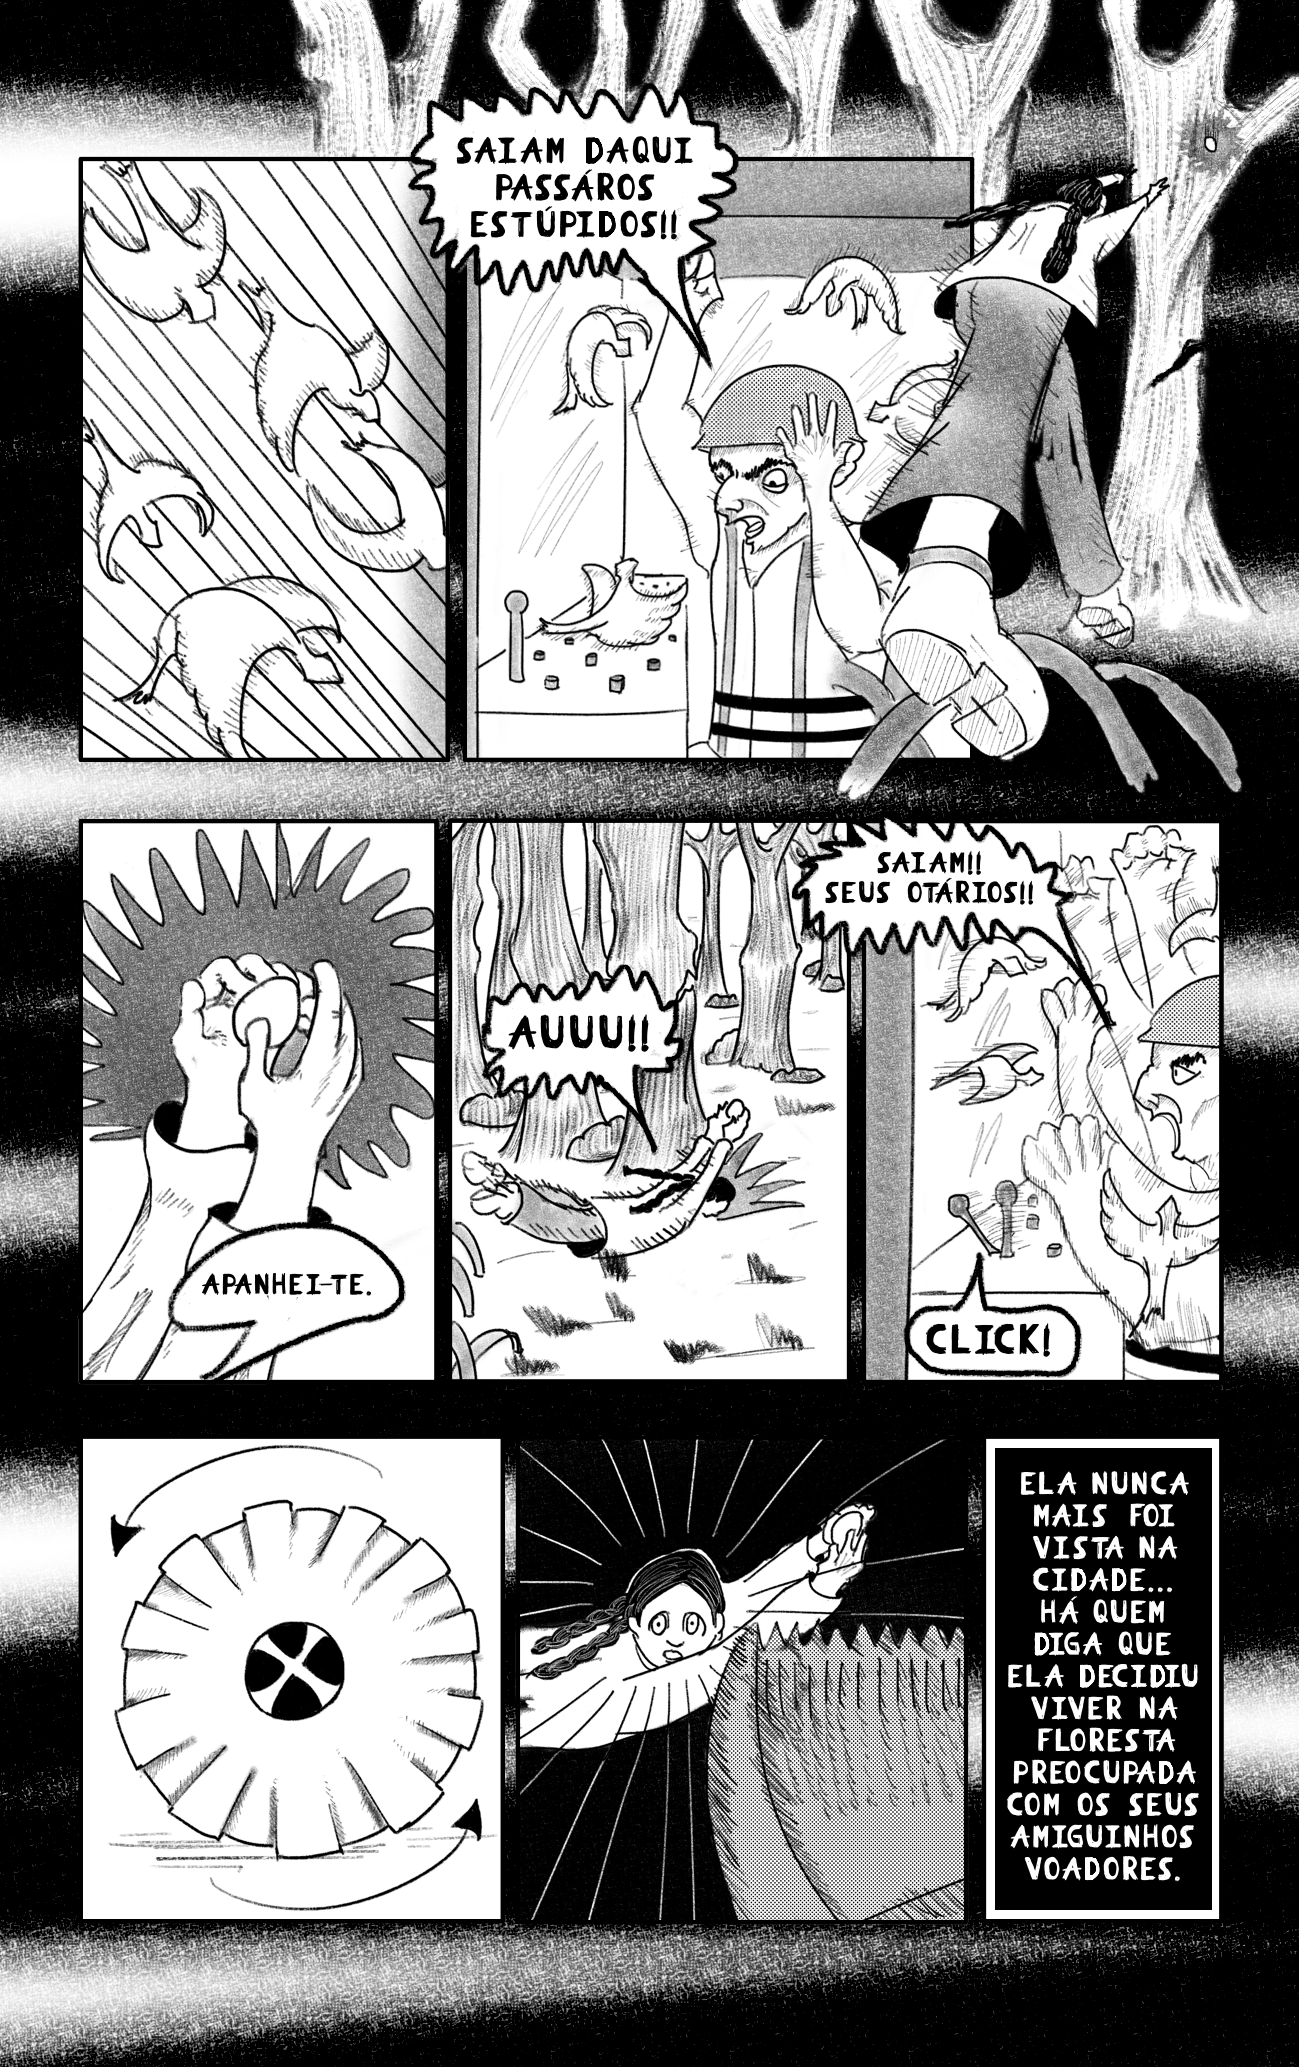 SAIAM DAQUI
PASSÁROS
ESTÚPIDOS!!
APANHEI-TE.
AUUU!!
SAIAM!!
SEUS OTÁRIOS!!
CLICK!
ELA NUNCA
MAIS FOI
VISTA NA
CIDADE...
HÁ QUEM
DIGA QUE
ELA DECIDIU
VIVER NA
FLORESTA
PREOCUPADA
COM OS SEUS
AMIGUINHOS
VOADORES.